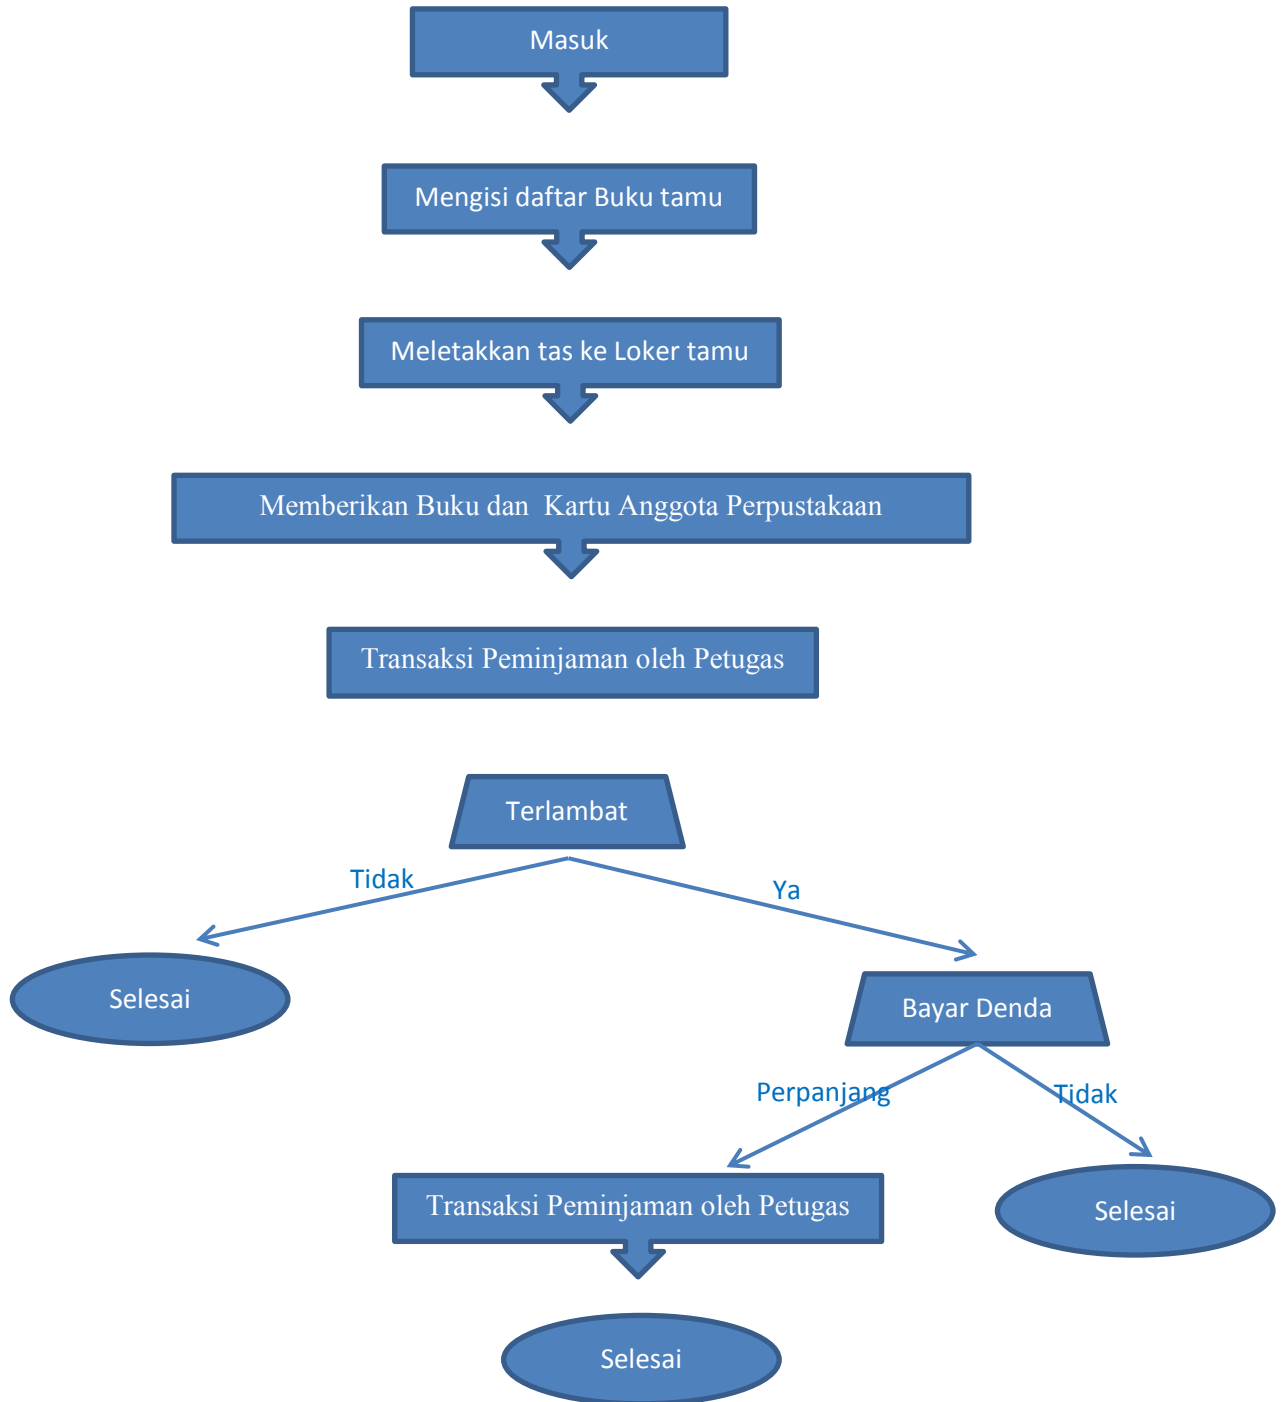 Masuk
Mengisi daftar Buku tamu
Meletakkan tas ke Loker tamu
Memberikan Buku dan  Kartu Anggota Perpustakaan
Transaksi Peminjaman oleh Petugas
Terlambat
Tidak
Ya
Selesai
Bayar Denda
Perpanjang
Tidak
Transaksi Peminjaman oleh Petugas
Selesai
Selesai